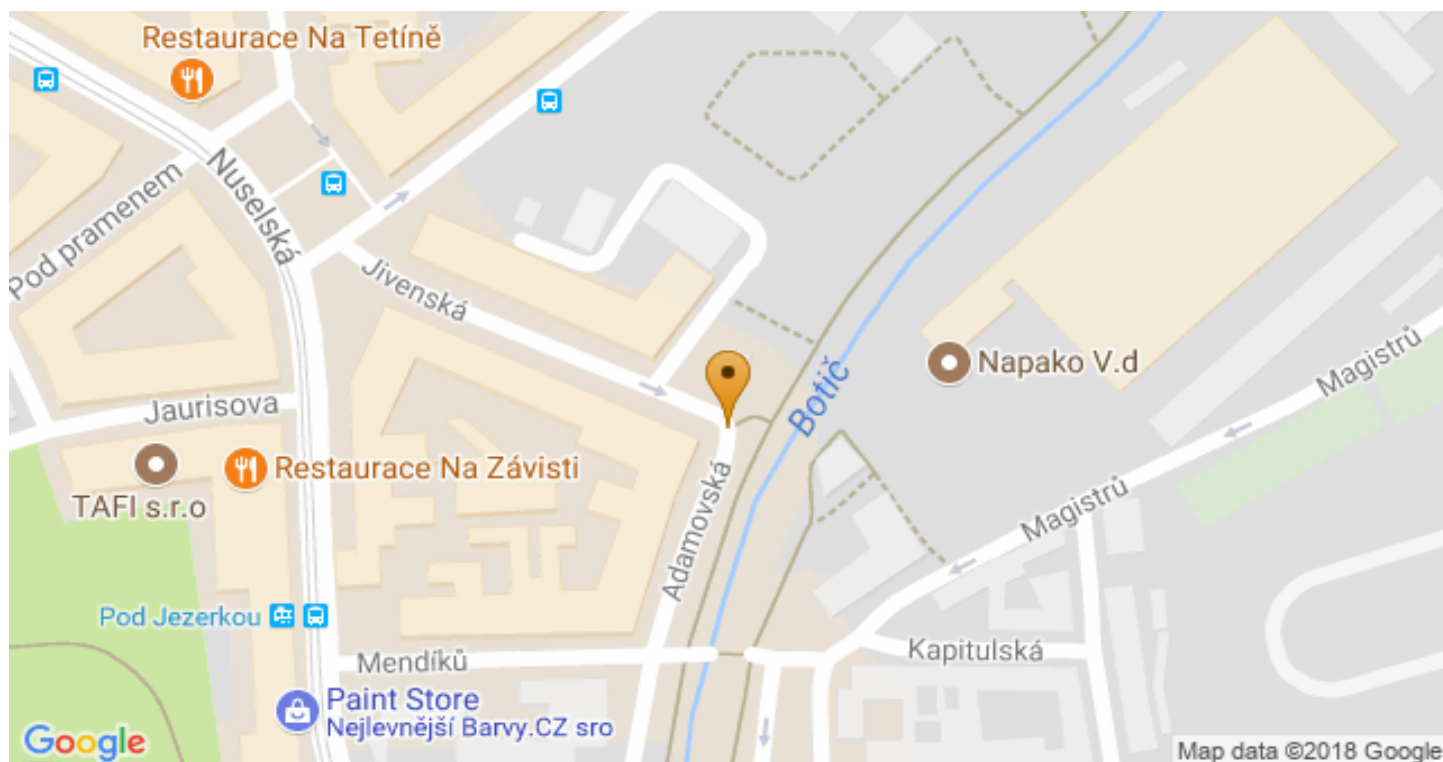 Restaurace Na Tetíně
Nuselská
Pod pramenem
Jivenská
Botič
Napako V.d
Magistrů
Jaurisova
Restaurace Na Závisti
TAFI s.r.o
Adamovská
Magistrů
Pod Jezerkou
Mendíků
Kapitulská
Paint Store
Nejlevnější Barvy.CZ sro
Google
Map data ©2018 Google